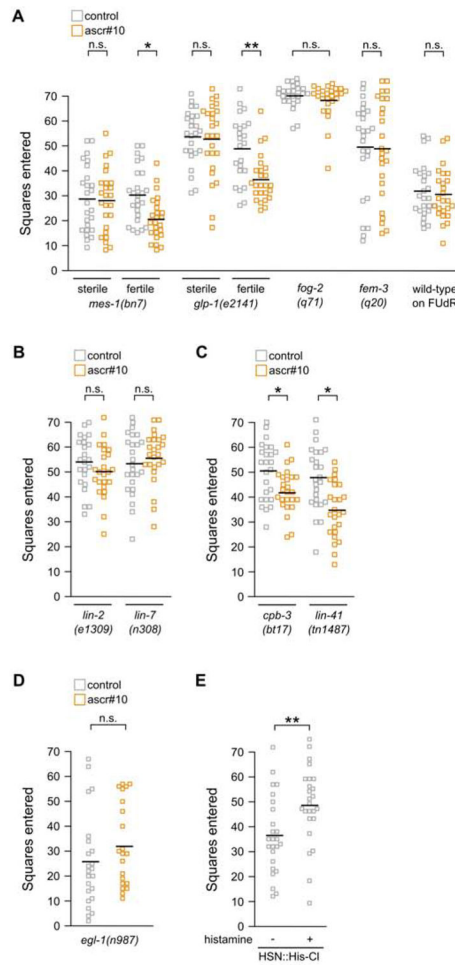 A
control
ascr#10
n.s. * n.s. ** n.s. n.s. n.s.
Squares entered
70
60
50
40
30
20
10
0
sterile fertile sterile fertile fog-2 fem-3 wild-type
mes-1(bn7) glp-1(e2141) (q71) (q20) on FUdR
B
control
ascr#10
n.s. n.s.
Squares entered
70
60
50
40
30
20
10
0
lin-2 lin-7
(e1309) (n308)
C
control
ascr#10
* *
Squares entered
70
60
50
40
30
20
10
0
cpb-3 lin-41
(bt17) (tn1487)
D
control
ascr#10
n.s.
Squares entered
70
60
50
40
30
20
10
0
egl-1(n987)
E
**
Squares entered
70
60
50
40
30
20
10
0
histamine - +
HSN::His-Cl